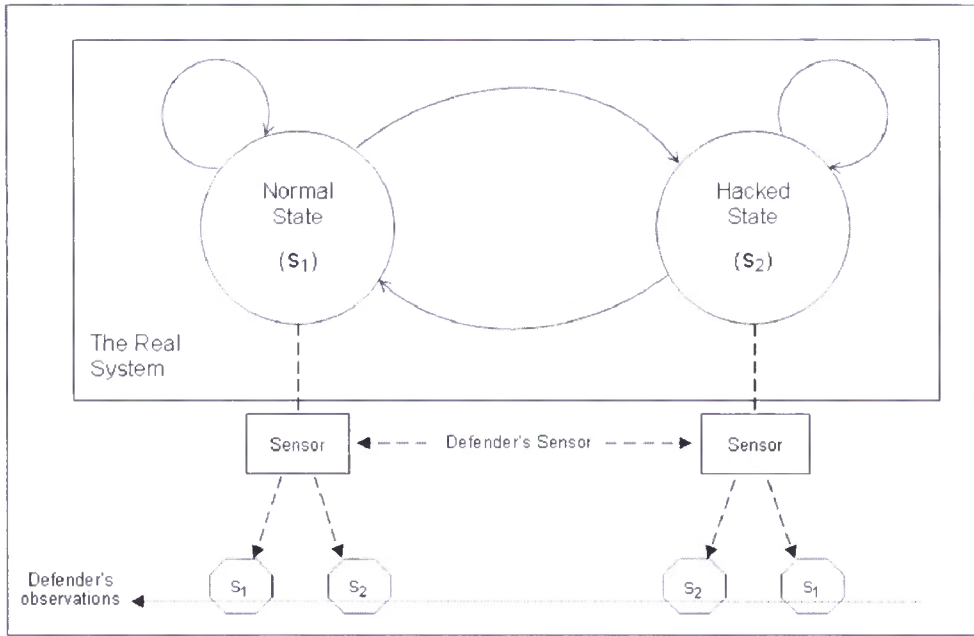 Normal
State
(S₁)
Hacked
State
(S₂)
The Real
System
Sensor
Defender's Sensor
Sensor
S₁
S₂
S₂
S₁
Defender's
observations